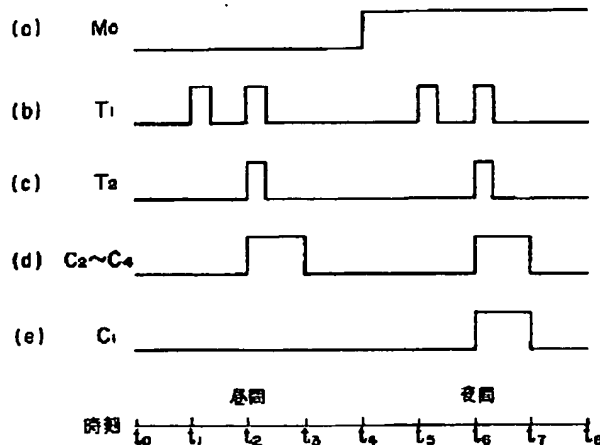 (a) Mo
(b) T₁
(c) T₂
(d) C₂~C₄
(e) C₁
昼間 夜間
時刻 t₀ t₁ t₂ t₃ t₄ t₅ t₆ t₇ t₈